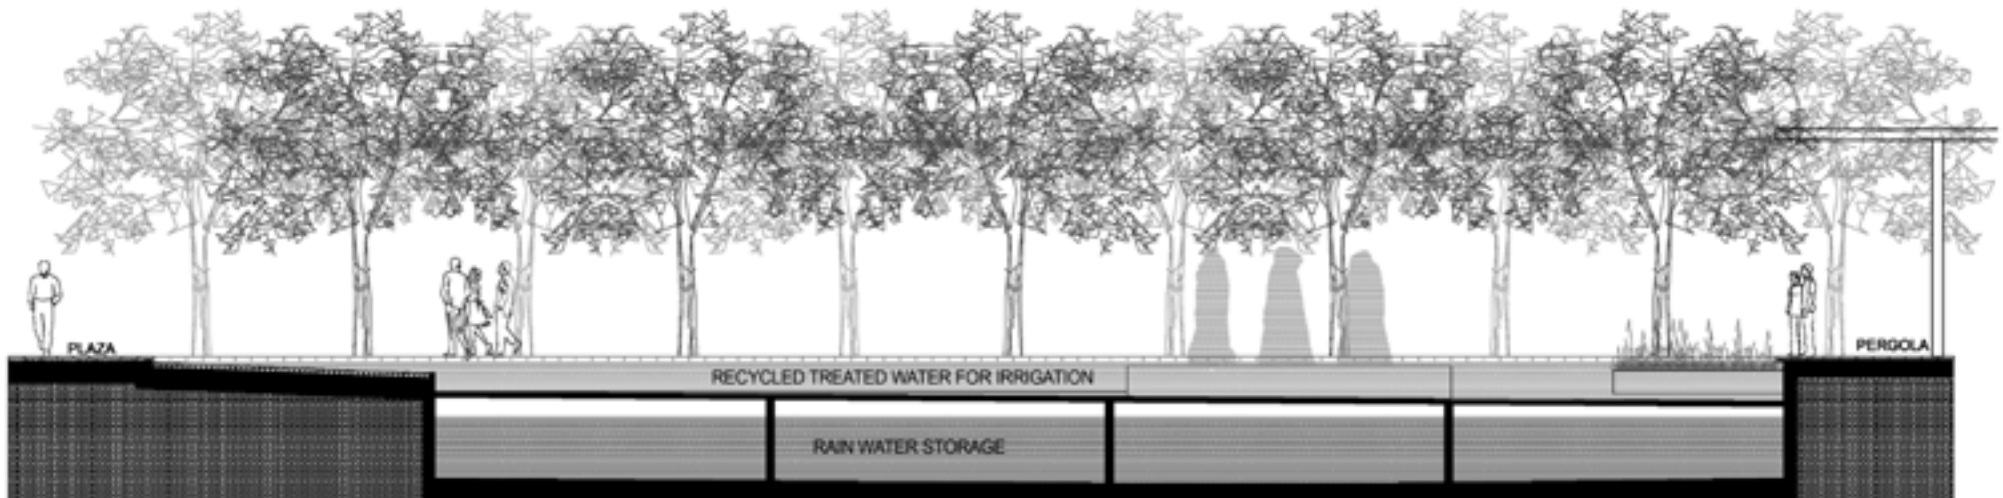 PLAZA
PERGOLA
RECYCLED TREATED WATER FOR IRRIGATION
RAIN WATER STORAGE